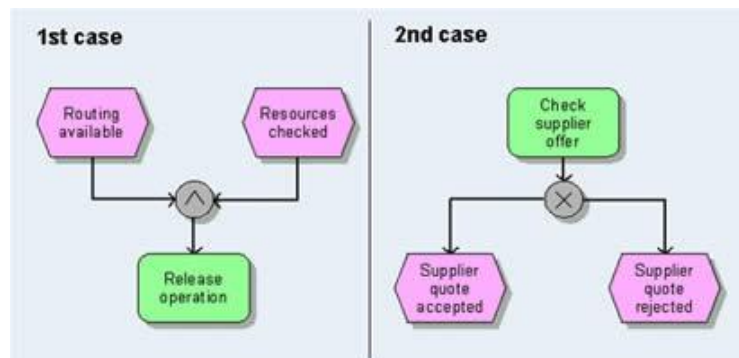 1st case
Routing
available
Resources
checked
Release
operation
2nd case
Check
supplier
offer
Supplier
quote
accepted
Supplier
quote
rejected